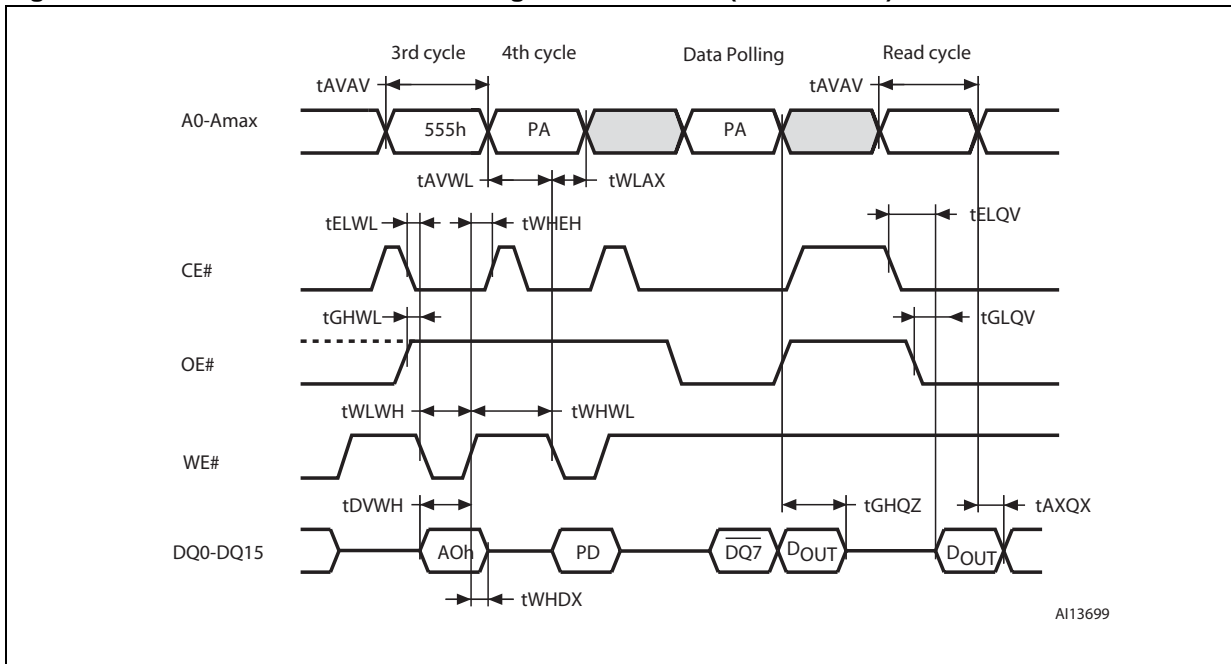 3rd cycle 4th cycle Data Polling Read cycle
tAVAV tAVAV
A0-Amax 555h PA PA
tAVWL tWLAX
tELWL tWHEH tELQV
CE#
tGHWL tGLQV
OE#
tWLWH tWHWL
WE#
tDVWH tGHQZ tAXQX
DQ0-DQ15 AOh PD DQ7 DOUT DOUT
tWHDX
AI13699